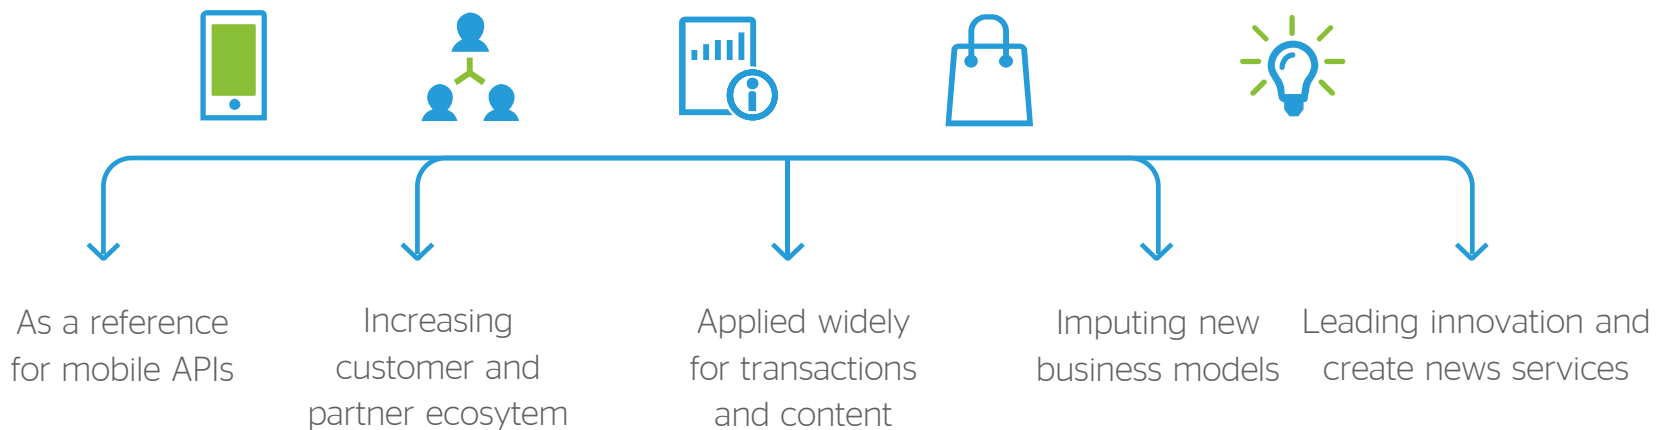 As a reference
for mobile APIs
Increasing
customer and
partner ecosytem
Applied widely
for transactions
and content
Imputing new
business models
Leading innovation and
create news services